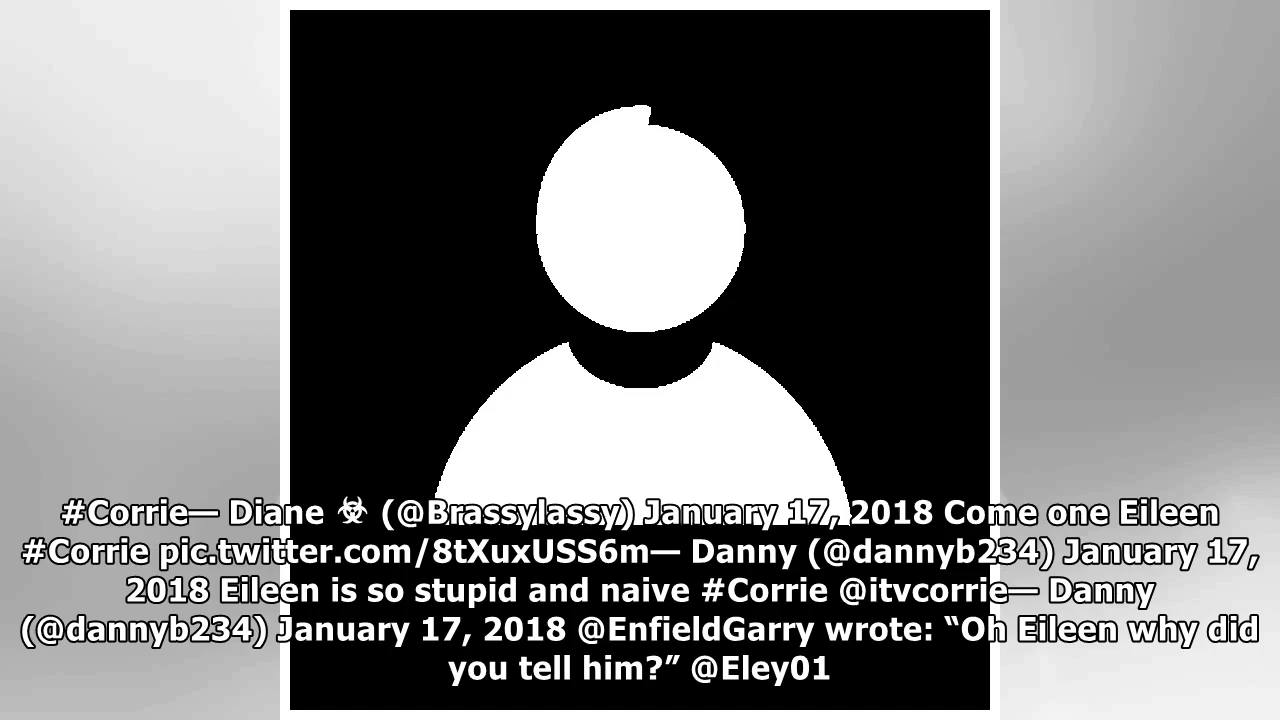 #Corrie— Diane ☣ (@Brassylassy) January 17, 2018 Come one Eileen
#Corrie pic.twitter.com/8tXuxUSS6m— Danny (@dannyb234) January 17,
2018 Eileen is so stupid and naive #Corrie @itvcorrie— Danny
(@dannyb234) January 17, 2018 @EnfieldGarry wrote: “Oh Eileen why did
you tell him?” @Eley01